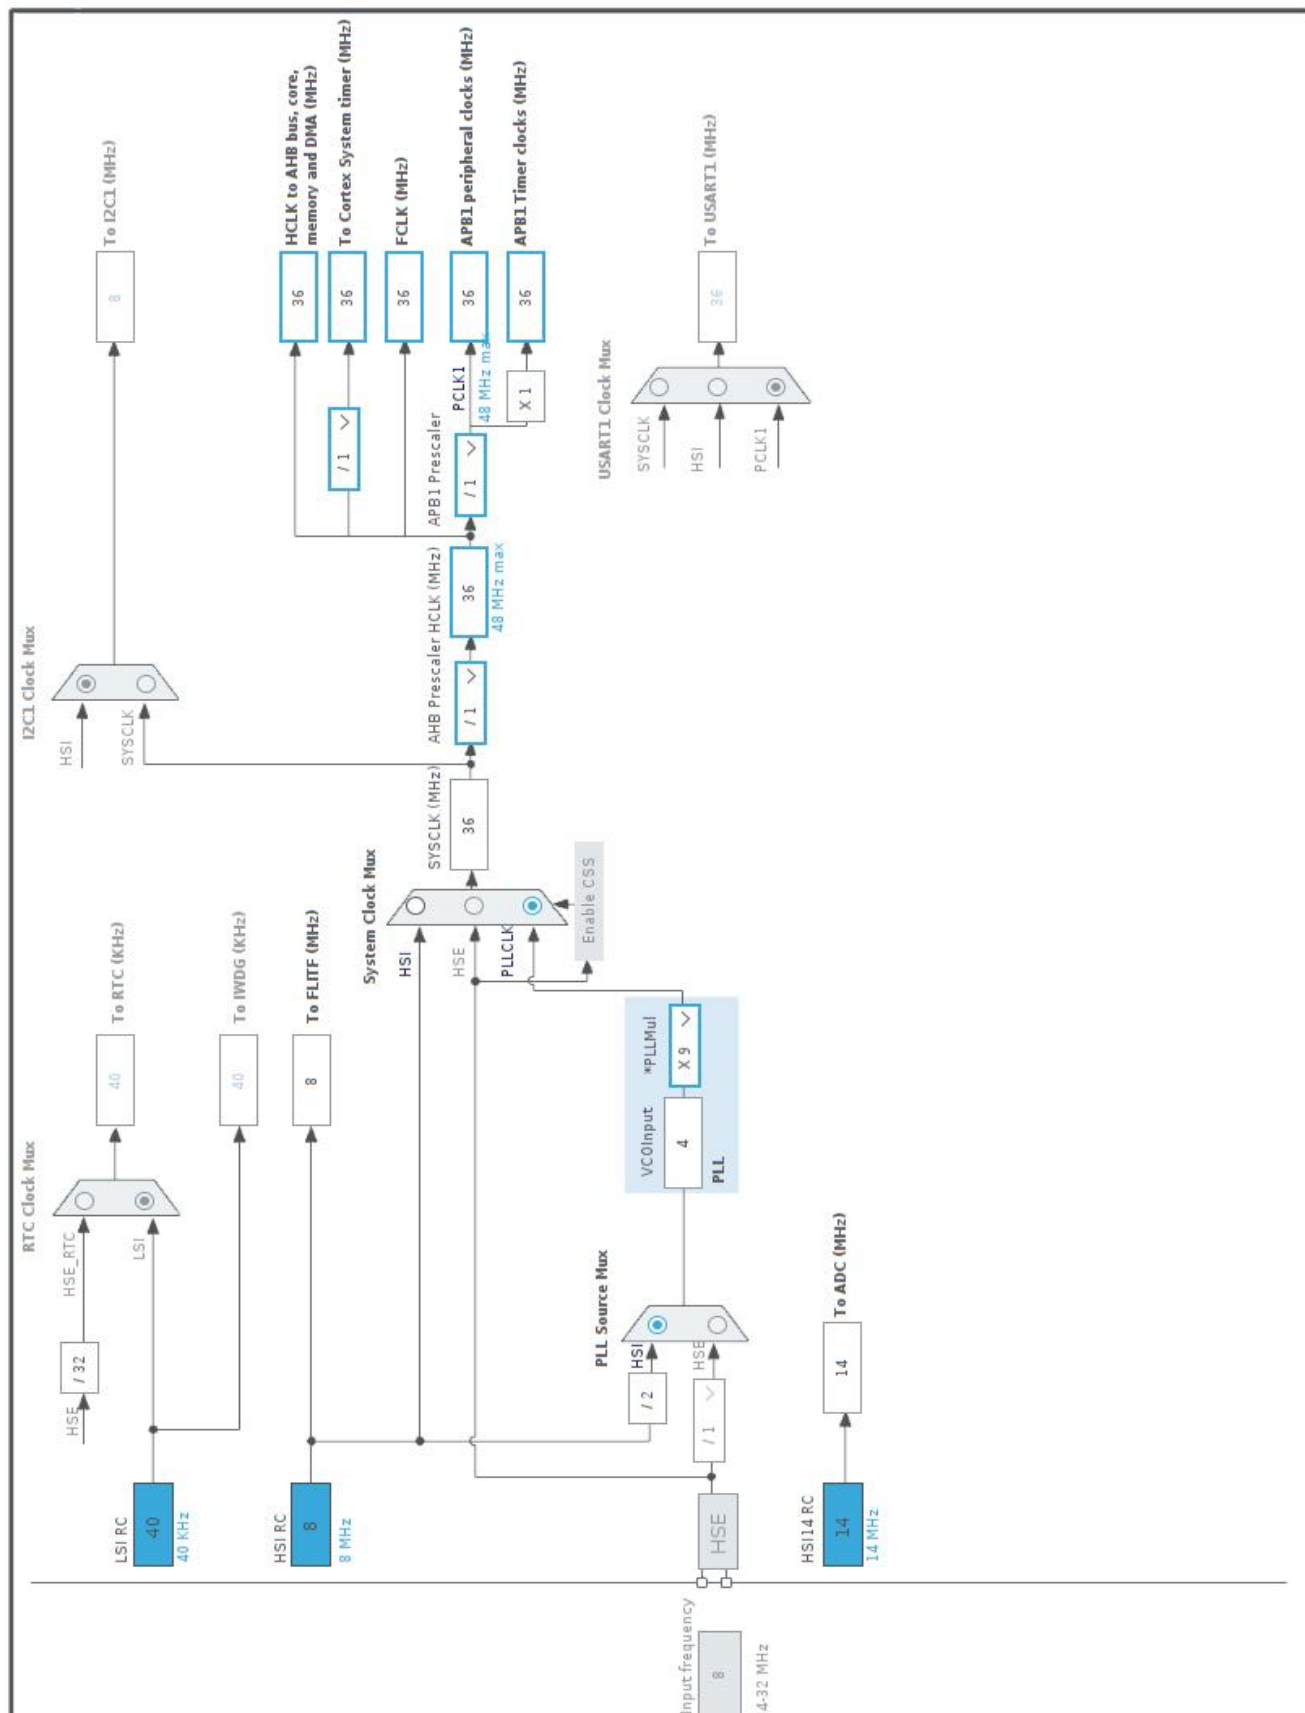 RTC Clock Mux
HSE
/ 32
HSE_RTC
40
To RTC (KHz)
LSI RC
40
40 KHz
LSI
40
To IWDG (KHz)
HSI RC
8
8 MHz
8
To FLITF (MHz)
I2C1 Clock Mux
HSI
SYSCLK
8
To I2C1 (MHz)
System Clock Mux
HSI
HSE
PLLCLK
Enable CSS
SYSCLK (MHz)
36
AHB Prescaler
/ 1
HCLK (MHz)
36
48 MHz max
APB1 Prescaler
/ 1
PCLK1
48 MHz max
X 1
/ 1
36
HCLK to AHB bus, core,
memory and DMA (MHz)
36
To Cortex System timer (MHz)
36
FCLK (MHz)
36
APB1 peripheral clocks (MHz)
36
APB1 Timer clocks (MHz)
PLL Source Mux
/ 2
HSI
/ 1
HSE
VCOInput
4
*PLLMul
X 9
PLL
Input frequency
8
4-32 MHz
HSE
USART1 Clock Mux
SYSCLK
HSI
PCLK1
36
To USART1 (MHz)
HSI14 RC
14
14 MHz
14
To ADC (MHz)